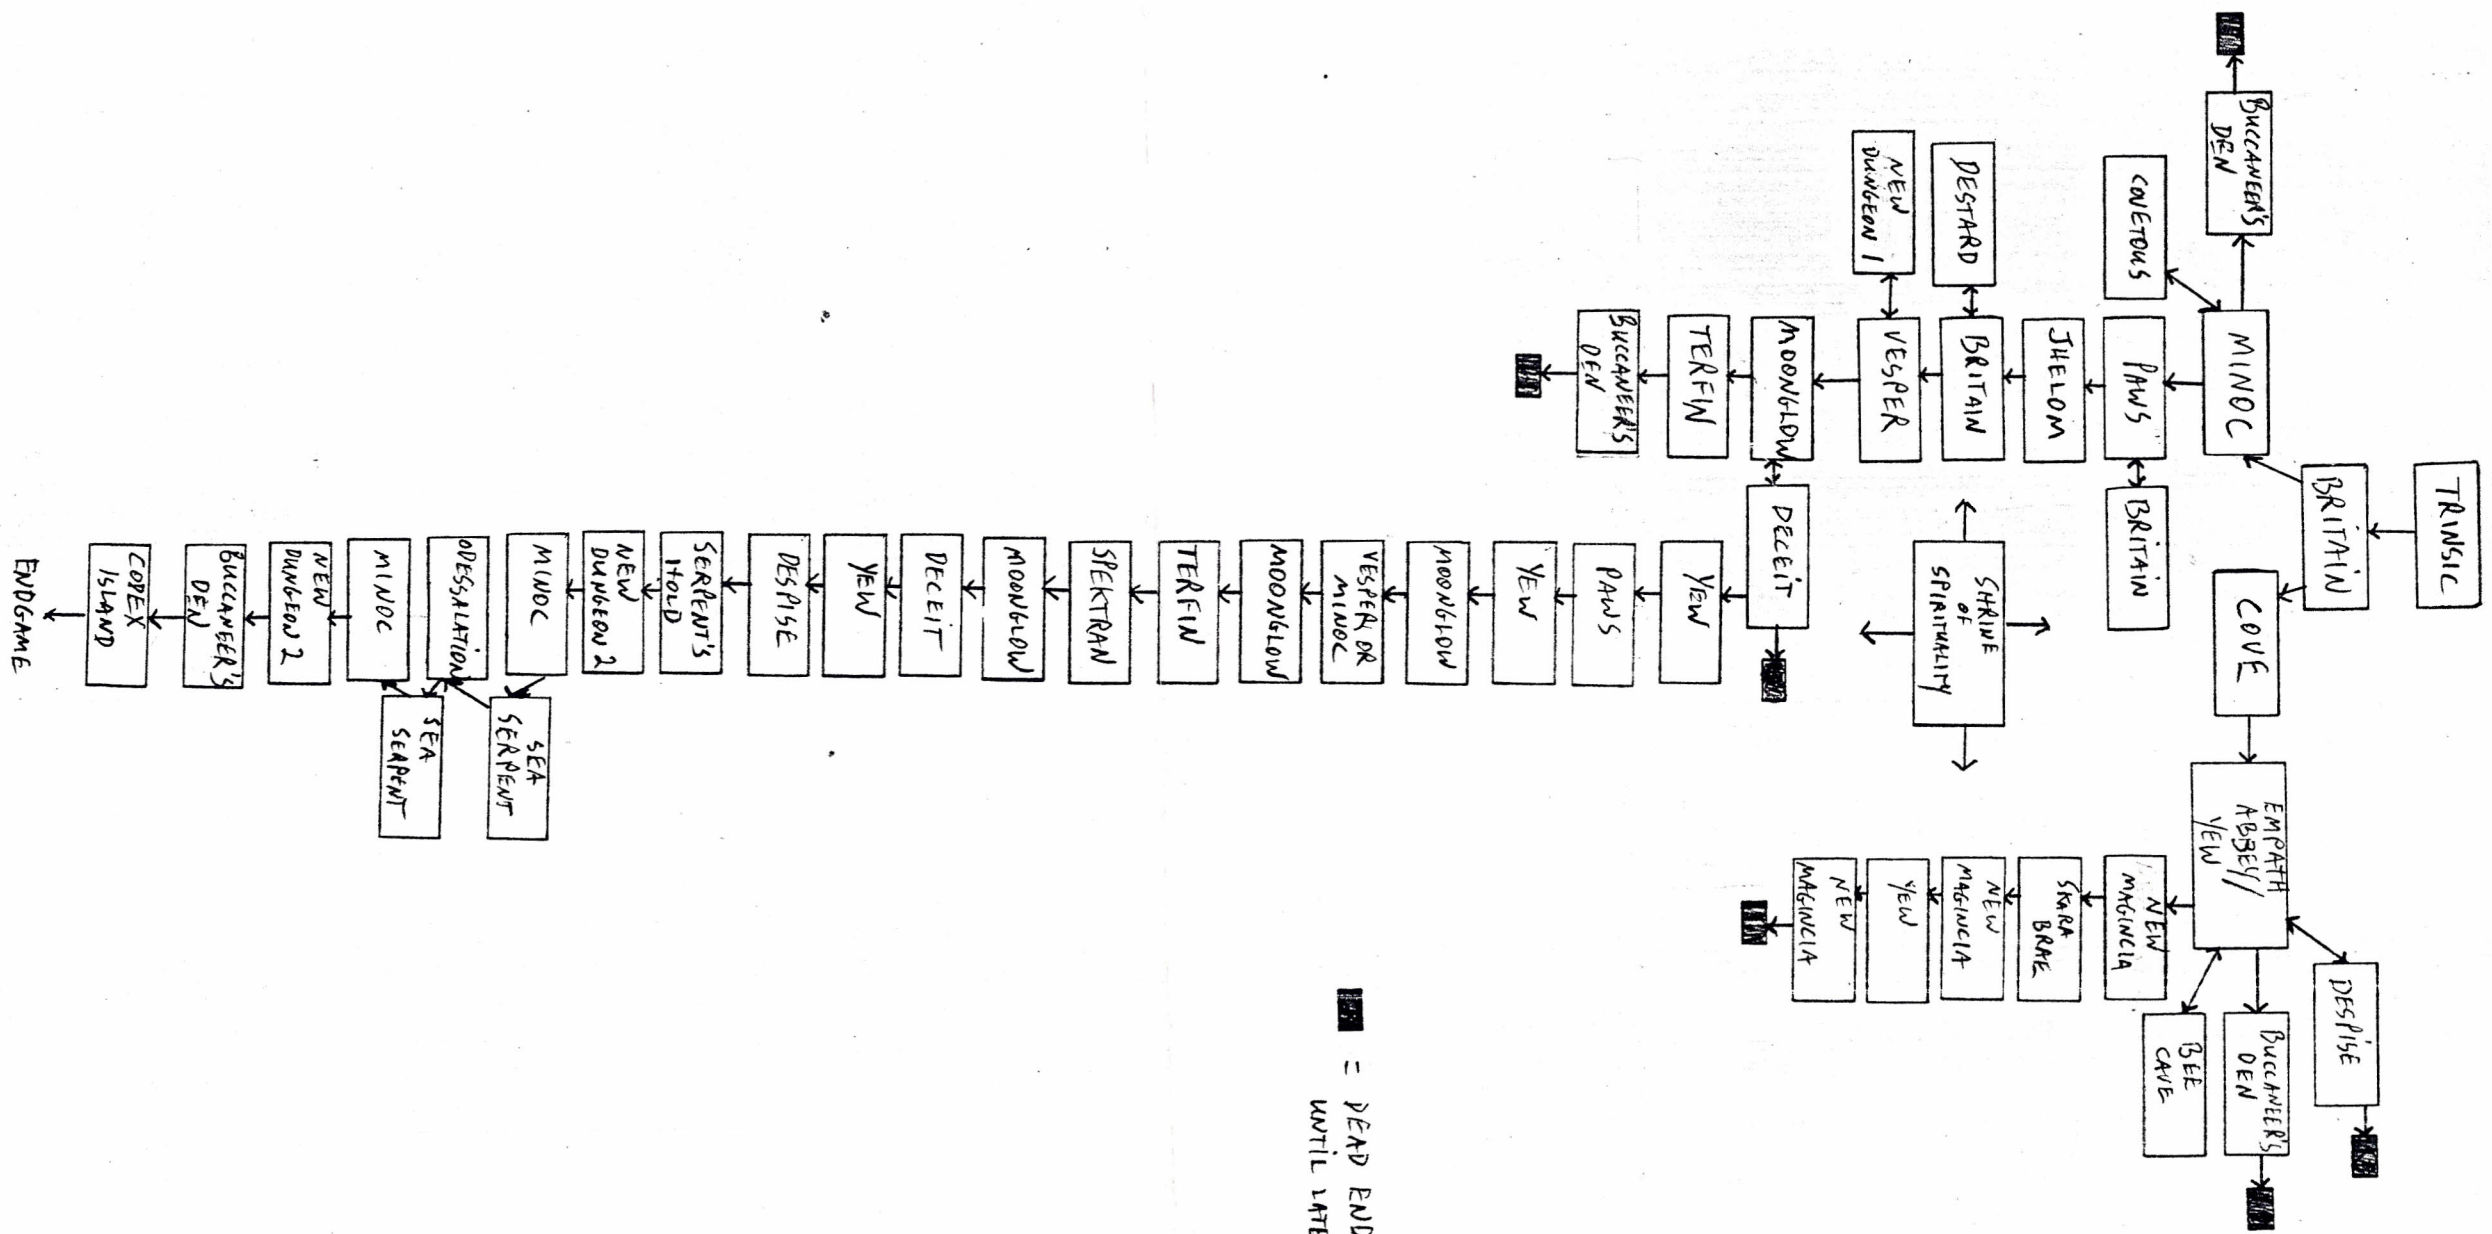 TRINSIC
BRITAIN
DESPISE
MINOC
COVE
EMPATH
ABBEY/
YEW
BUCCANEER'S
DEN
BUCCANEER'S
DEN
COVETOUS
PAWS
BRITAIN
NEW
MAGINCIA
BEE
CAVE
JHELOM
SKARA
BRAE
DESTARD
BRITAIN
SHRINE
OF
SPIRITUALITY
NEW
MAGINCIA
NEW
DUNGEON 1
VESPER
YEW
MOONGLOW
DECEIT
NEW
MAGINCIA
TERFIN
YEW
BUCCANEER'S
DEN
PAWS
YEW
MOONGLOW
= DEAD END
UNTIL LATE
VESPER OR
MINOC
MOONGLOW
TERFIN
SPEKTRAN
MOONGLOW
DECEIT
YEW
DESPISE
SERPENT'S
HOLD
NEW
DUNGEON 2
MINOC
SEA
SERPENT
ODESSALATION
SEA
SERPENT
MINOC
NEW
DUNGEON 2
BUCCANEER'S
DEN
CODEX
ISLAND
ENDGAME